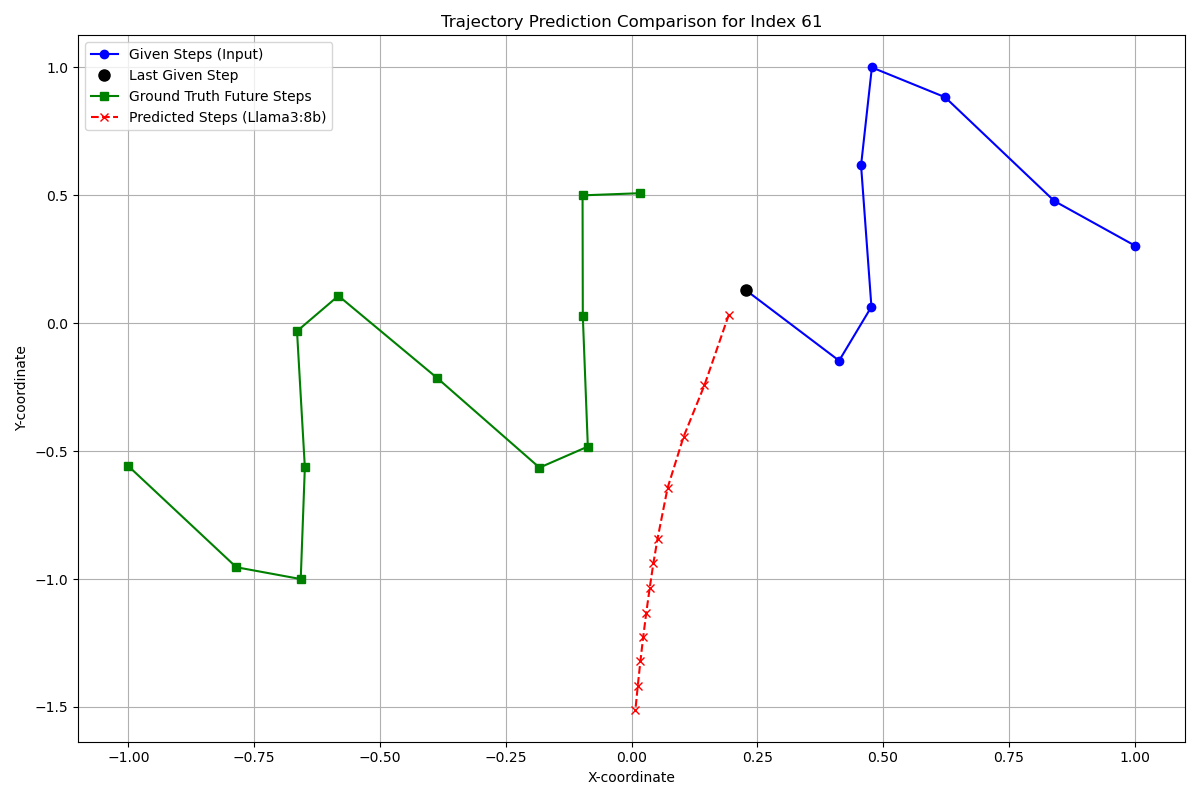 Trajectory Prediction Comparison for Index 61
Given Steps (Input)
Last Given Step
Ground Truth Future Steps
Predicted Steps (Llama3:8b)
1.0
0.5
0.0
−0.5
−1.0
−1.5
Y-coordinate
−1.00 −0.75 −0.50 −0.25 0.00 0.25 0.50 0.75 1.00
X-coordinate